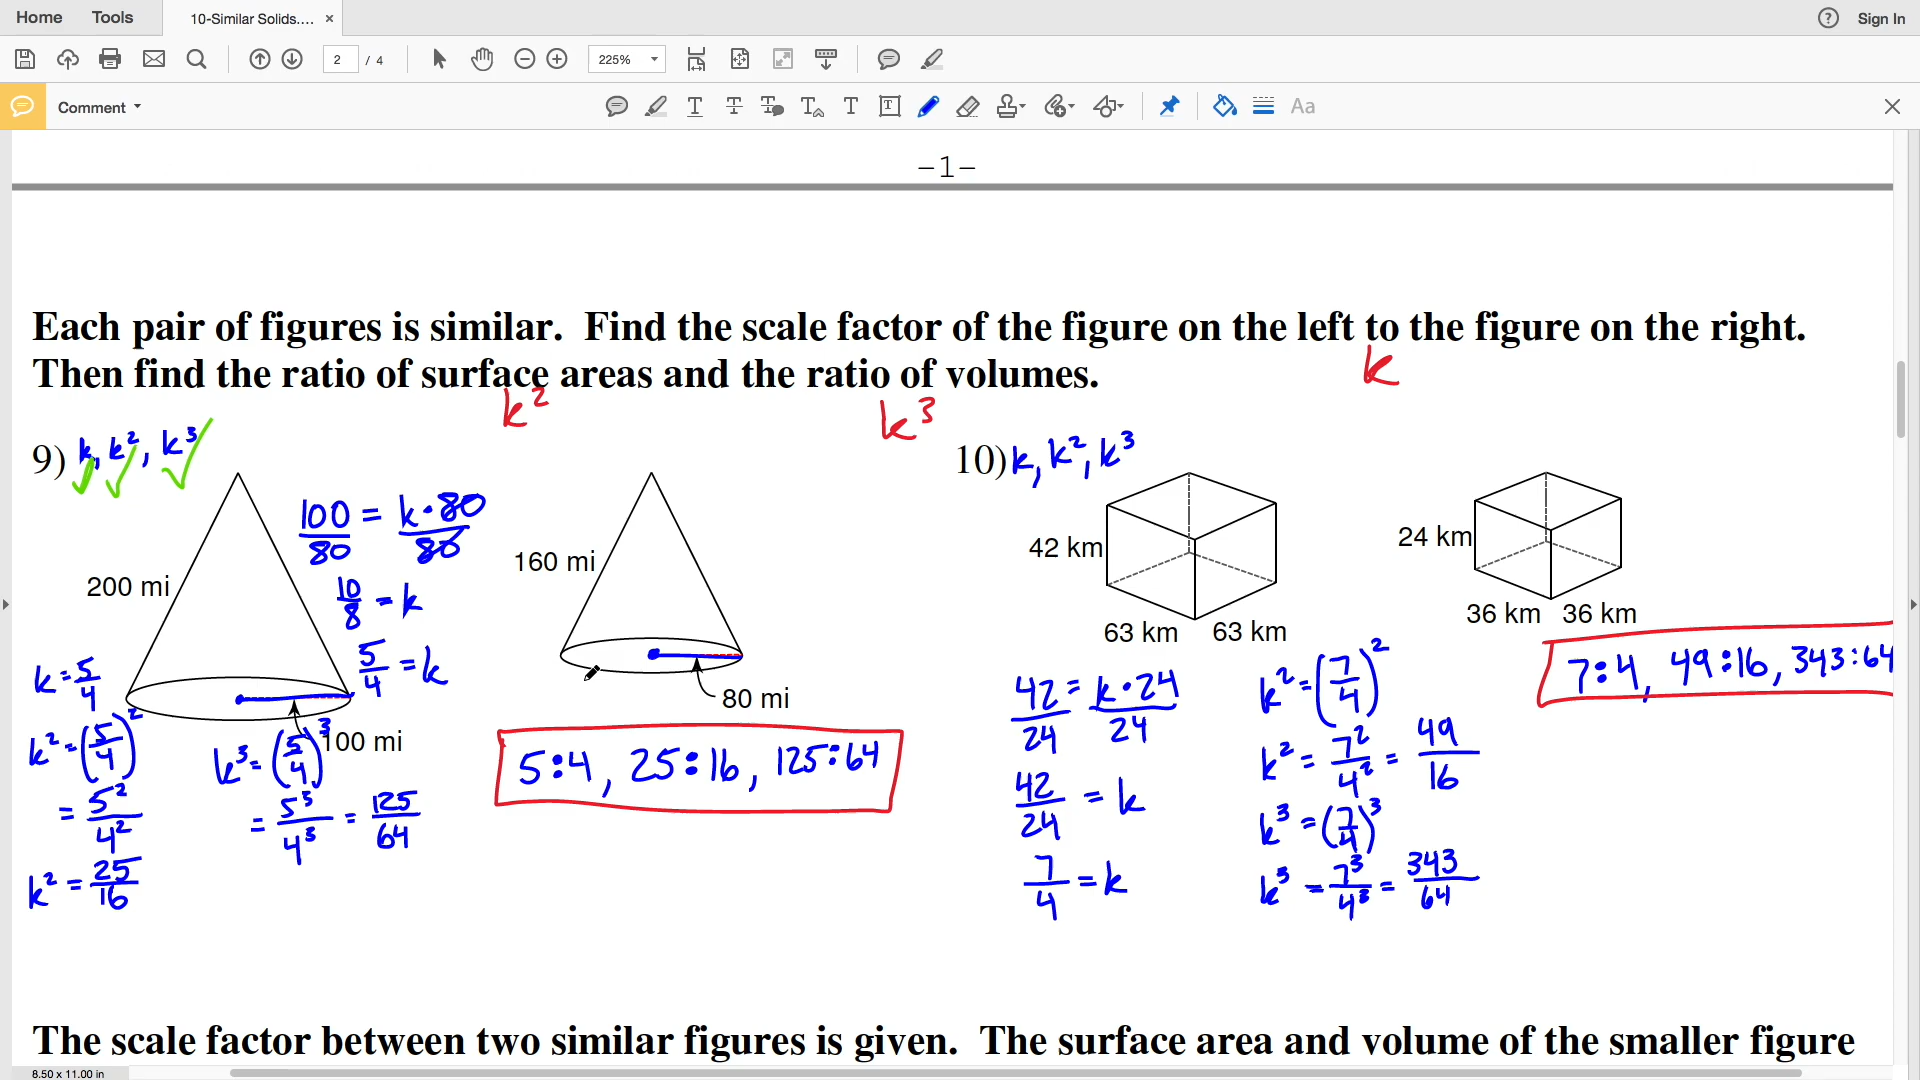 Home Tools 10-Similar Solids.... × Sign In
2 / 4 225%
Comment Aa
-1-
Each pair of figures is similar. Find the scale factor of the figure on the left to the figure on the right.
Then find the ratio of surface areas and the ratio of volumes.
k
k²
k³
9) k, k², k³
100/80 = k•80/80
10/8 = k
5/4 = k
200 mi
100 mi
160 mi
80 mi
k = 5/4
k² = (5/4)²
= 5²/4²
k² = 25/16
k³ = (5/4)³
= 5³/4³ = 125/64
5:4, 25:16, 125:64
10) k, k², k³
42 km
63 km 63 km
24 km
36 km 36 km
42/24 = k•24/24
42/24 = k
7/4 = k
k² = (7/4)²
k² = 7²/4² = 49/16
k³ = (7/4)³
k³ = 7³/4³ = 343/64
7:4, 49:16, 343:64
The scale factor between two similar figures is given. The surface area and volume of the smaller figure
8.50 x 11.00 in